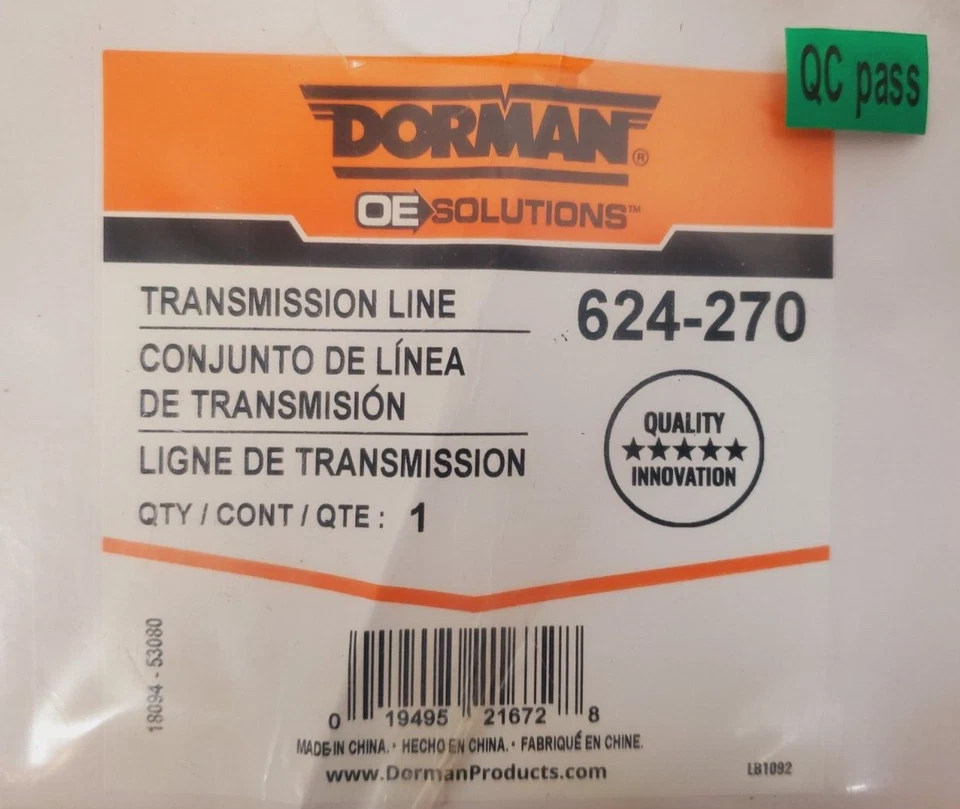 QC pass
DORMAN®
OE SOLUTIONS™
TRANSMISSION LINE
624-270
CONJUNTO DE LÍNEA
DE TRANSMISIÓN
LIGNE DE TRANSMISSION
QTY / CONT / QTE : 1
QUALITY
★★★★★
INNOVATION
18094 - 53080
0 19495 21672 8
MADE IN CHINA. • HECHO EN CHINA. • FABRIQUÉ EN CHINE.
www.DormanProducts.com
LB1092